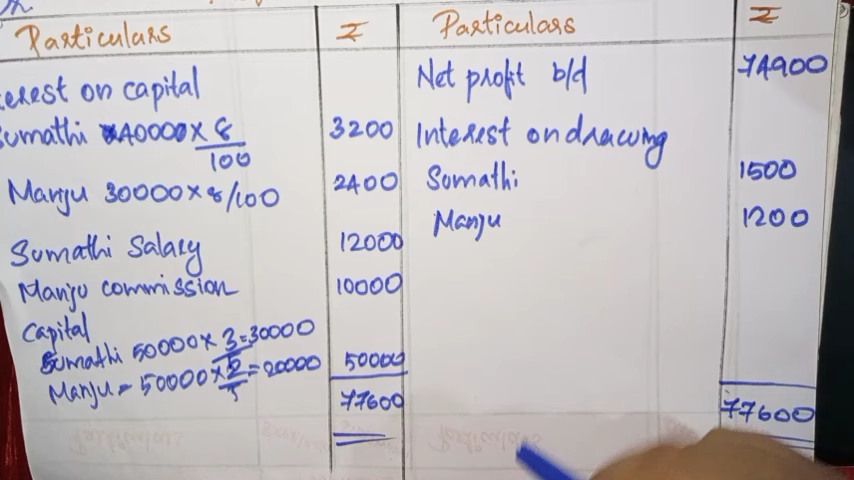 Particulars ₹ Particulars ₹
terest on capital Net profit b/d 74900
Sumathi 40000 × 8/100 3200 Interest on drawing
Manju 30000 × 8/100 2400 Sumathi 1500
Manju 1200
Sumathi Salary 12000
Manju commission 10000
Capital
Sumathi 50000 × 3/5 = 30000
Manju - 50000 × 2/5 = 20000 50000
77600 77600